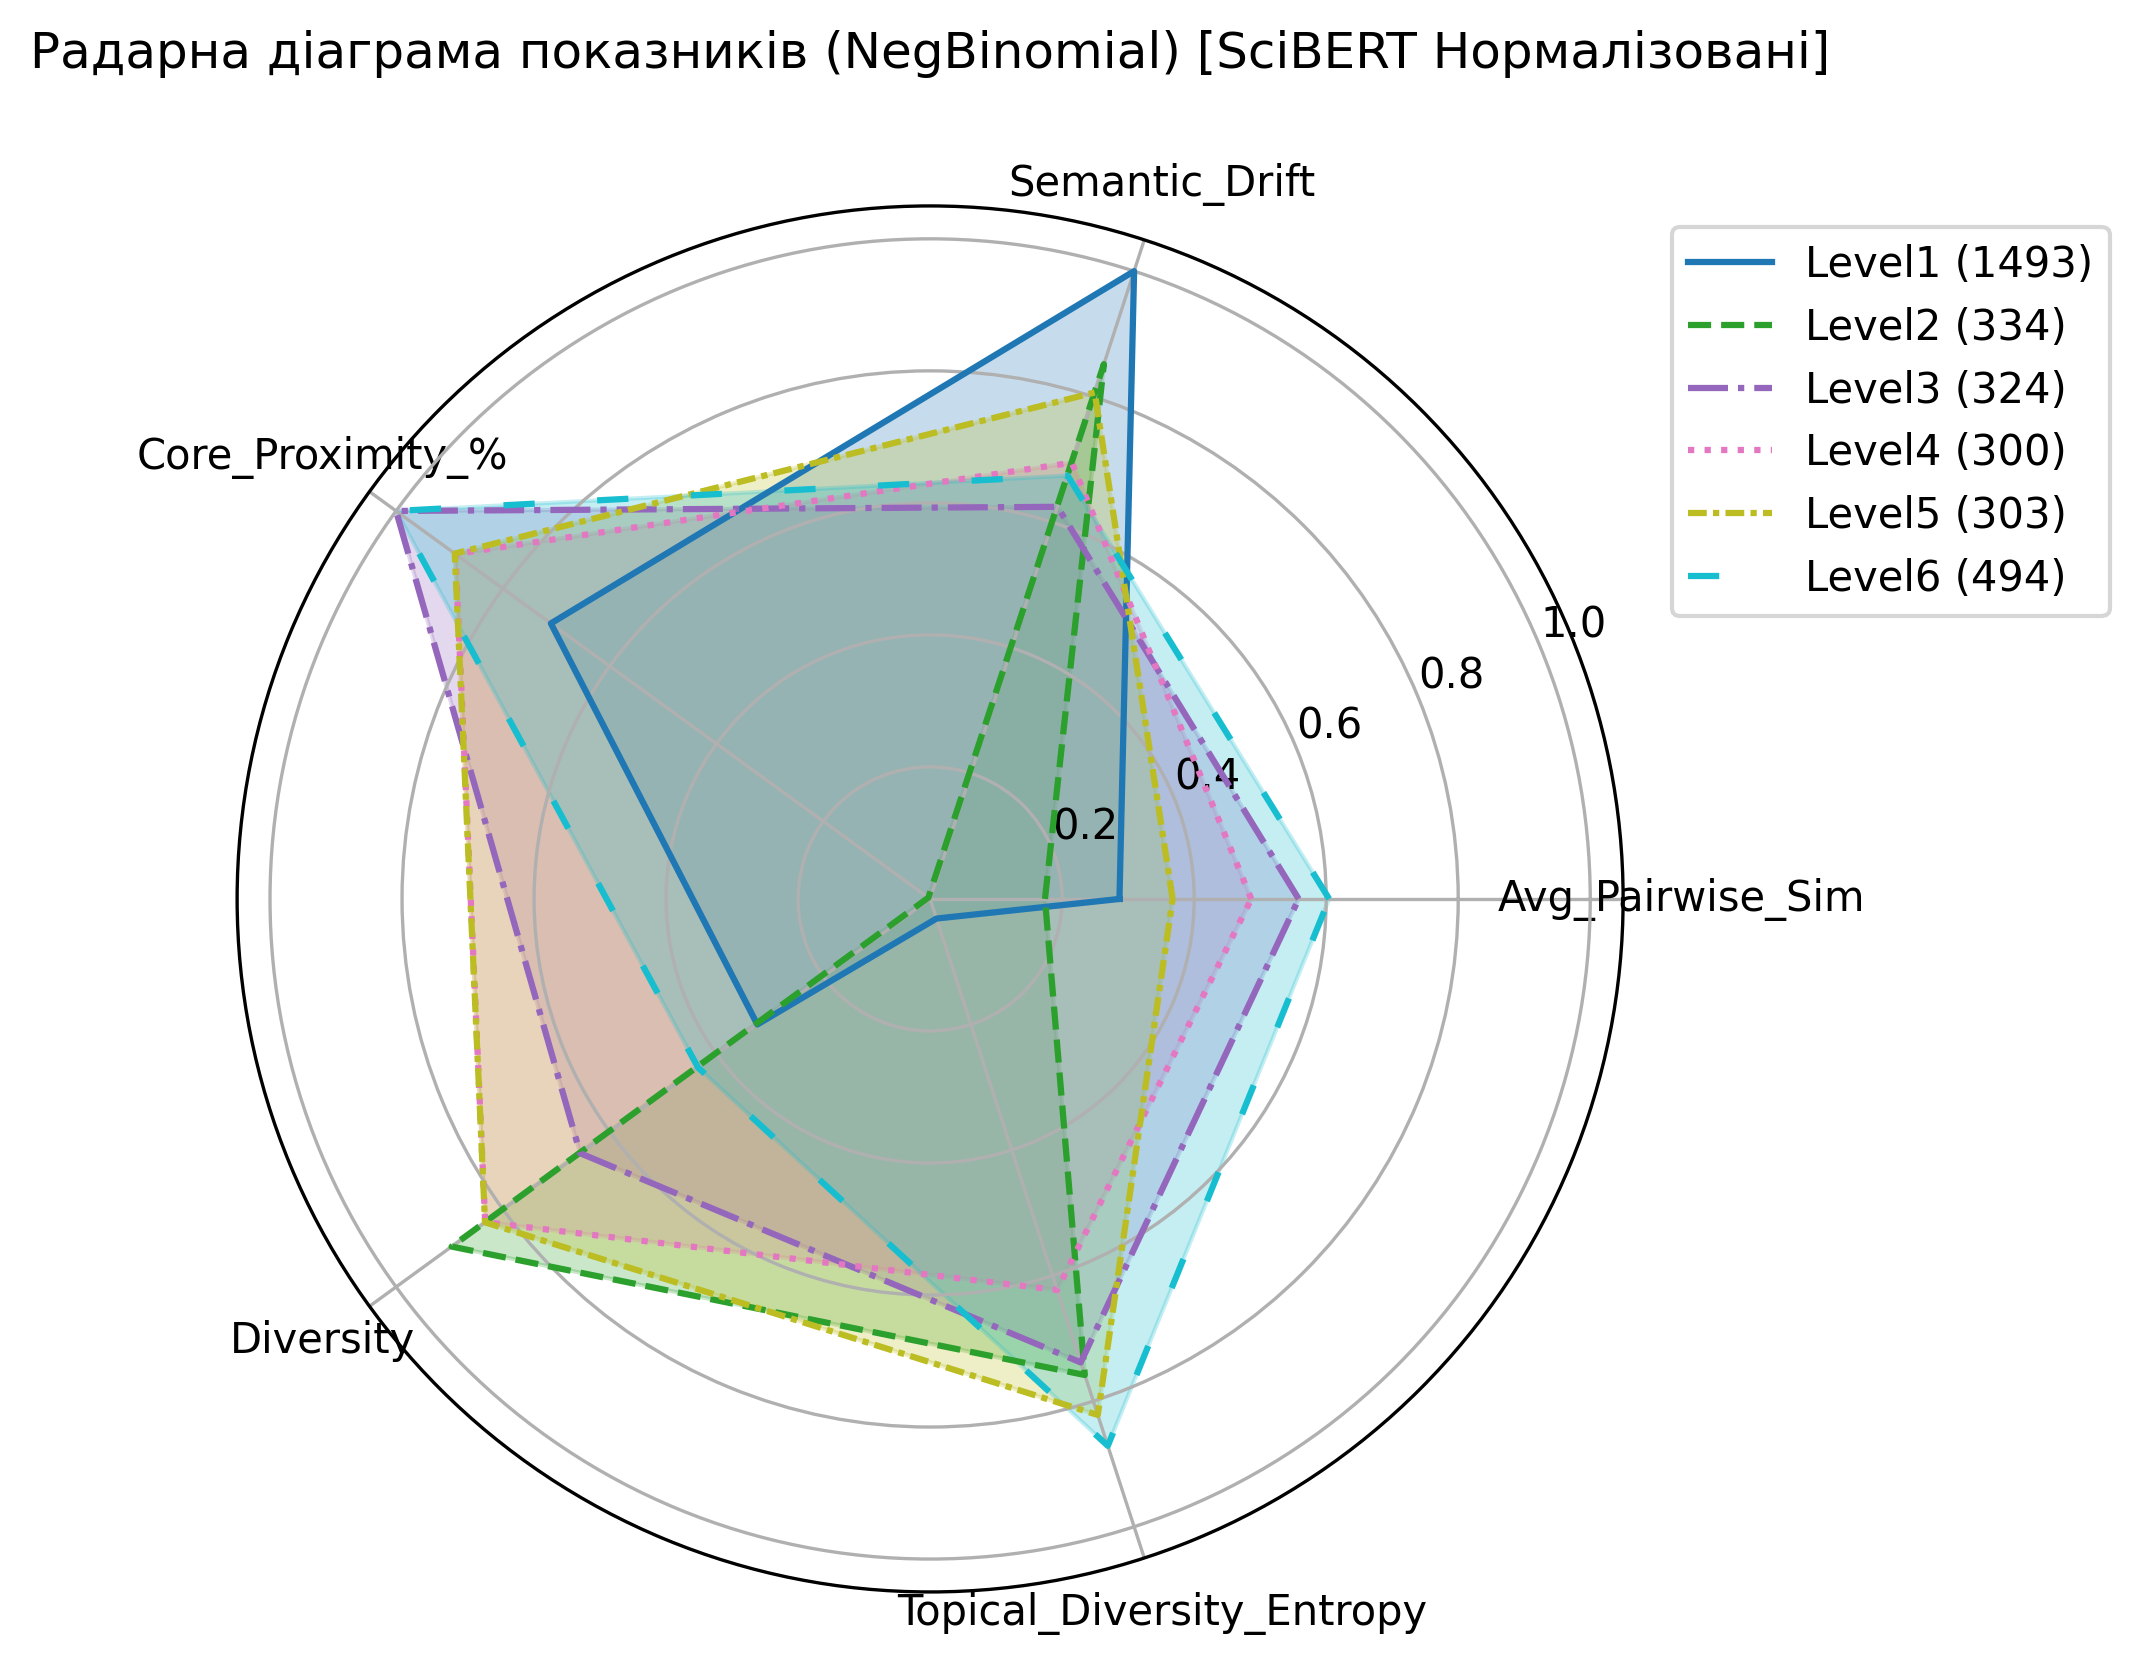 Радарна діаграма показників (NegBinomial) [SciBERT Нормалізовані]
Semantic_Drift
Level1 (1493)
Level2 (334)
Level3 (324)
Level4 (300)
Level5 (303)
Level6 (494)
Core_Proximity_%
1.0
0.8
0.6
0.4
0.2
Avg_Pairwise_Sim
Diversity
Topical_Diversity_Entropy